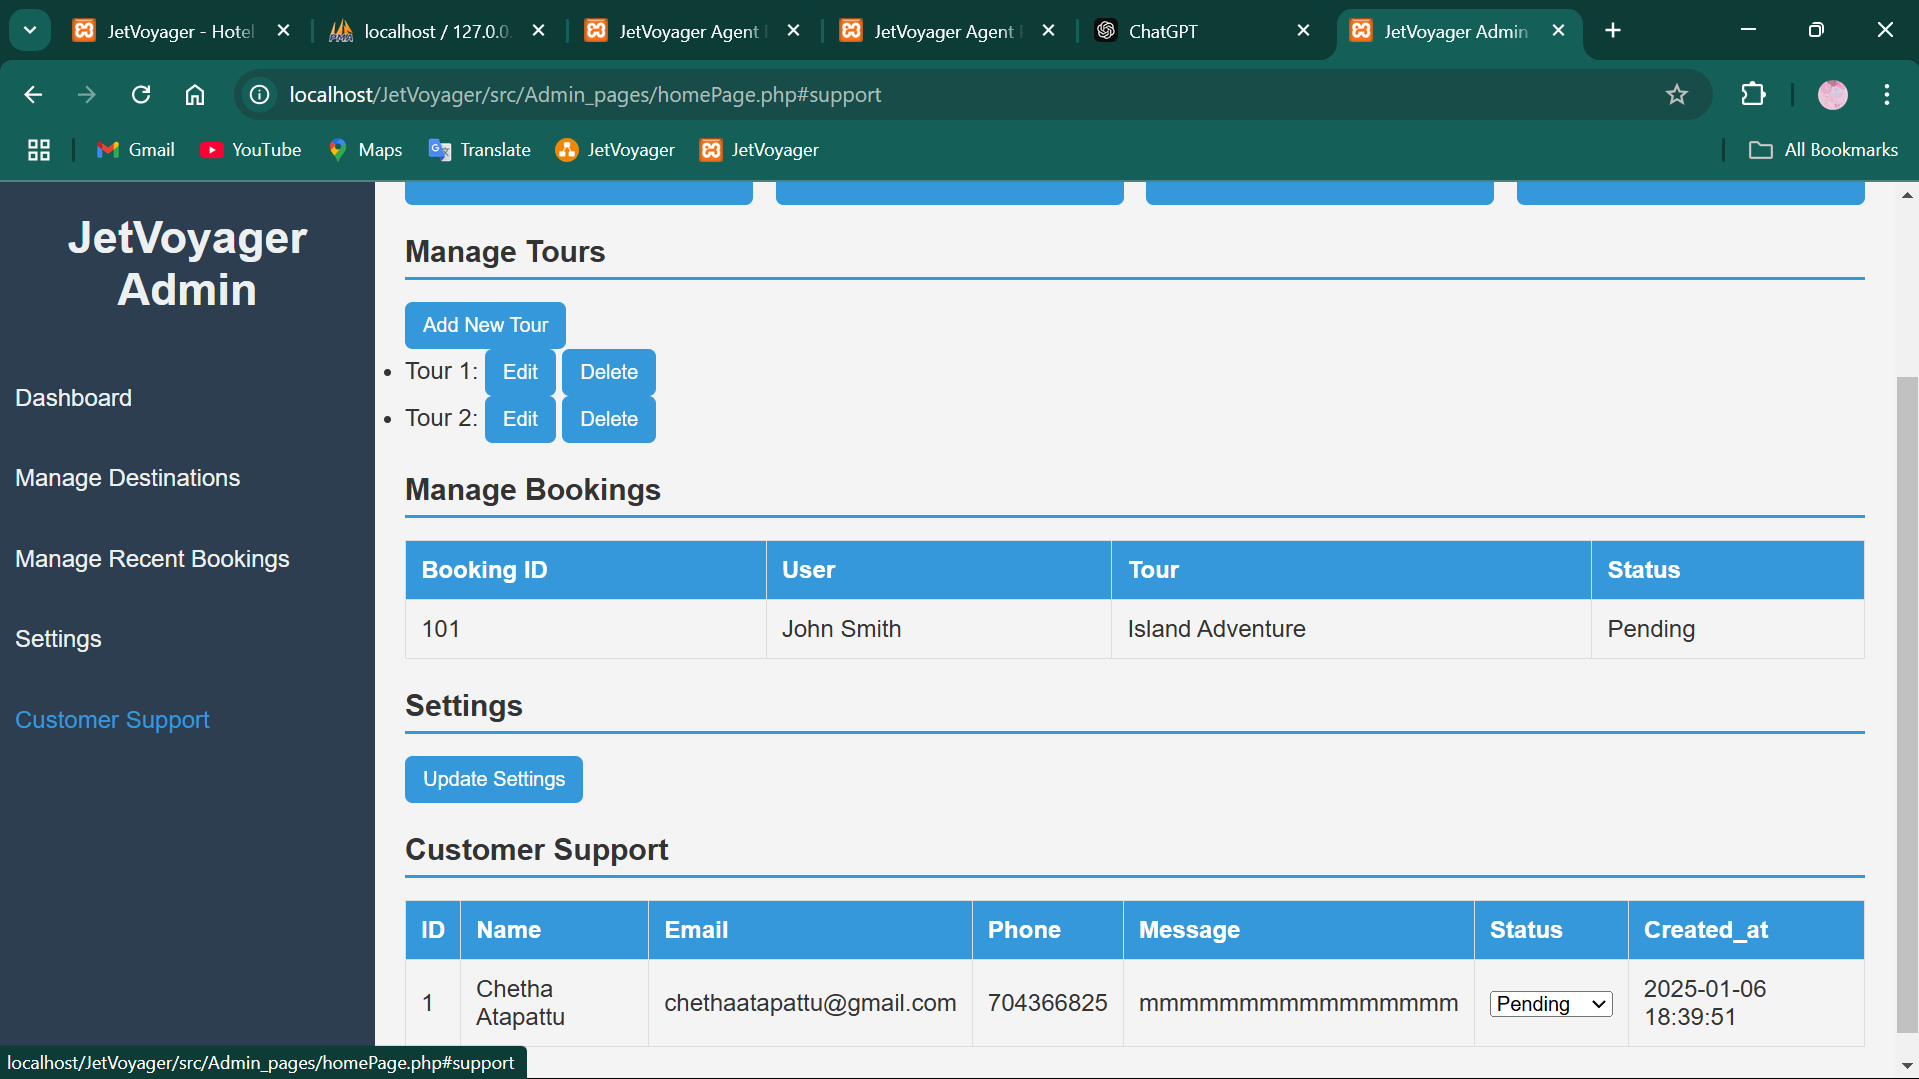 JetVoyager - Hotel
localhost / 127.0.0.
JetVoyager Agent
JetVoyager Agent
ChatGPT
JetVoyager Admin
localhost/JetVoyager/src/Admin_pages/homePage.php#support
Gmail
YouTube
Maps
Translate
JetVoyager
JetVoyager
All Bookmarks
JetVoyager
Admin
Dashboard
Manage Destinations
Manage Recent Bookings
Settings
Customer Support
Manage Tours
Add New Tour
Tour 1: Edit Delete
Tour 2: Edit Delete
Manage Bookings
Booking ID User Tour Status
101 John Smith Island Adventure Pending
Settings
Update Settings
Customer Support
ID Name Email Phone Message Status Created_at
1 Chetha Atapattu chethaatapattu@gmail.com 704366825 mmmmmmmmmmmmmmmm Pending 2025-01-06 18:39:51
localhost/JetVoyager/src/Admin_pages/homePage.php#support